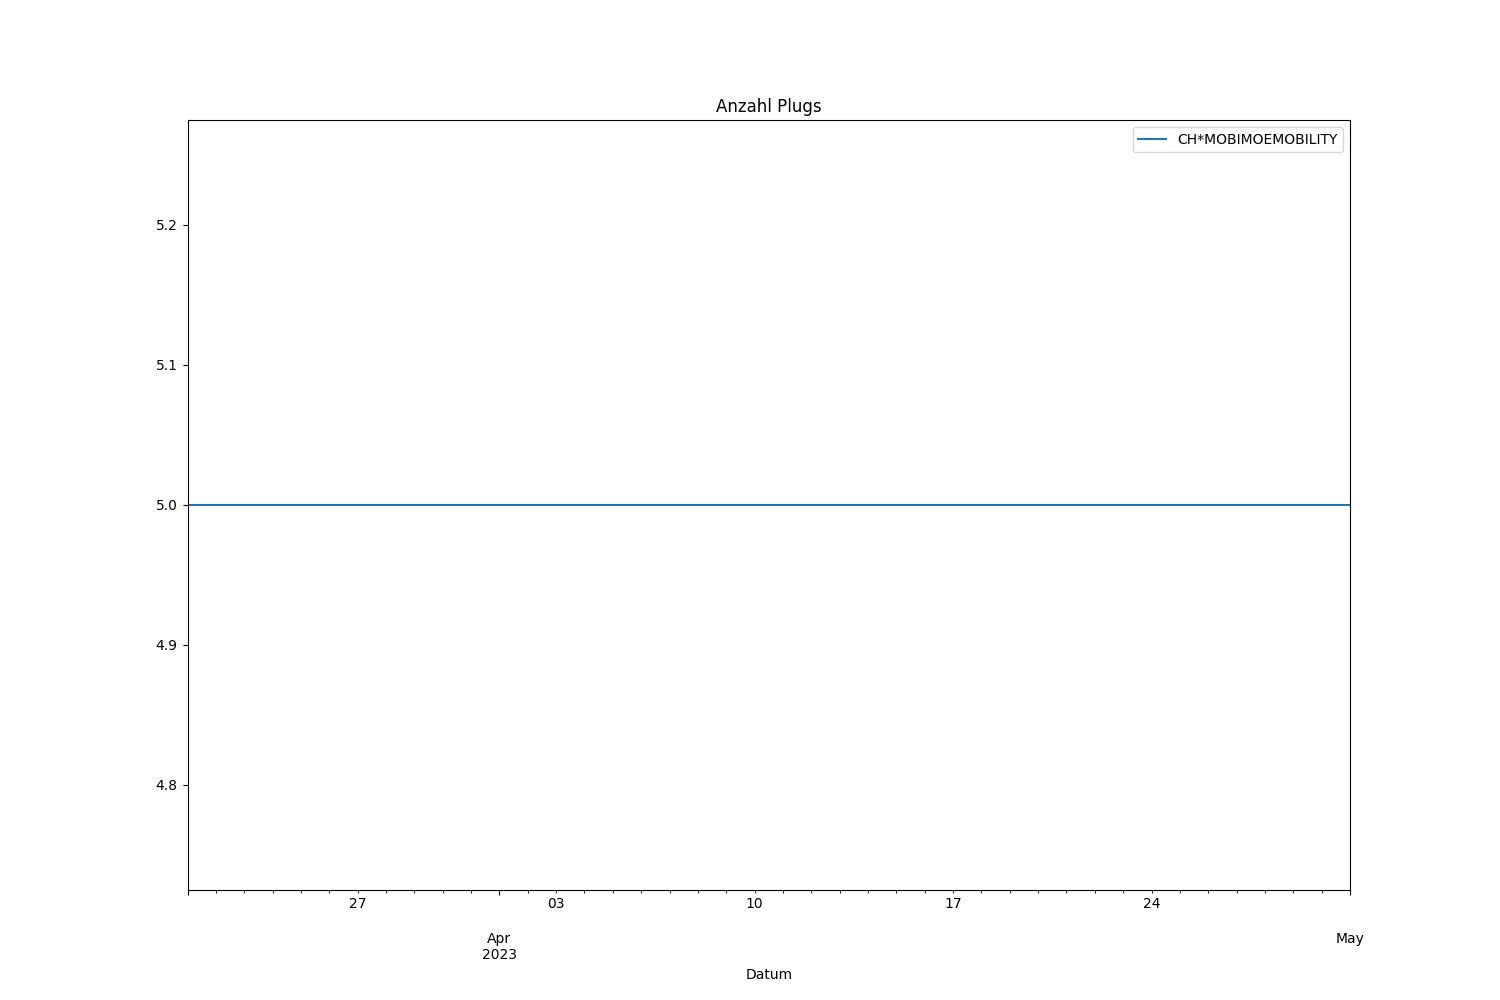 Anzahl Plugs
CH*MOBIMOEMOBILITY
5.2
5.1
5.0
4.9
4.8
27 03 10 17 24
Apr May
2023
Datum